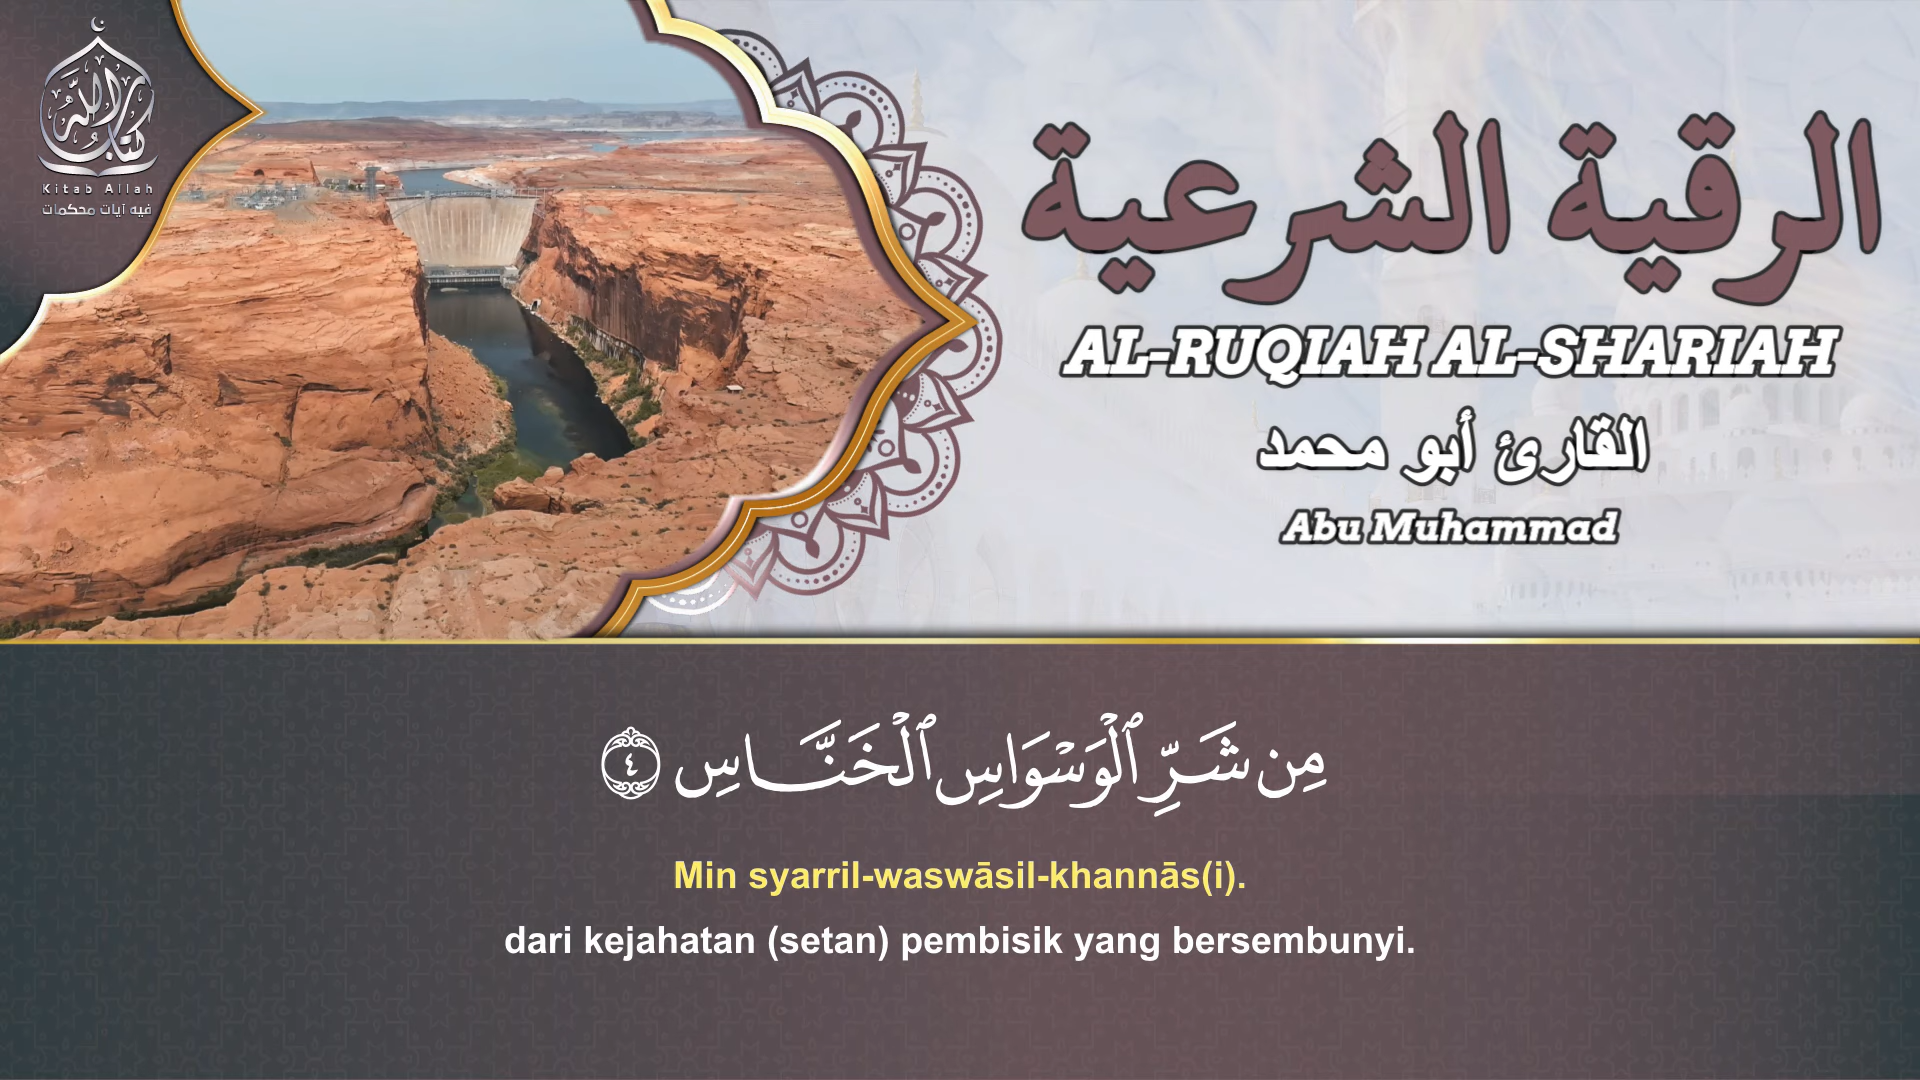 كتاب الله
Kitab Allah
فيه آيات محكمات
الرقية الشرعية
AL-RUQIAH AL-SHARIAH
القارئ أبو محمد
Abu Muhammad
مِن شَرِّ ٱلْوَسْوَاسِ ٱلْخَنَّاسِ ٤
Min syarril-waswāsil-khannās(i).
dari kejahatan (setan) pembisik yang bersembunyi.